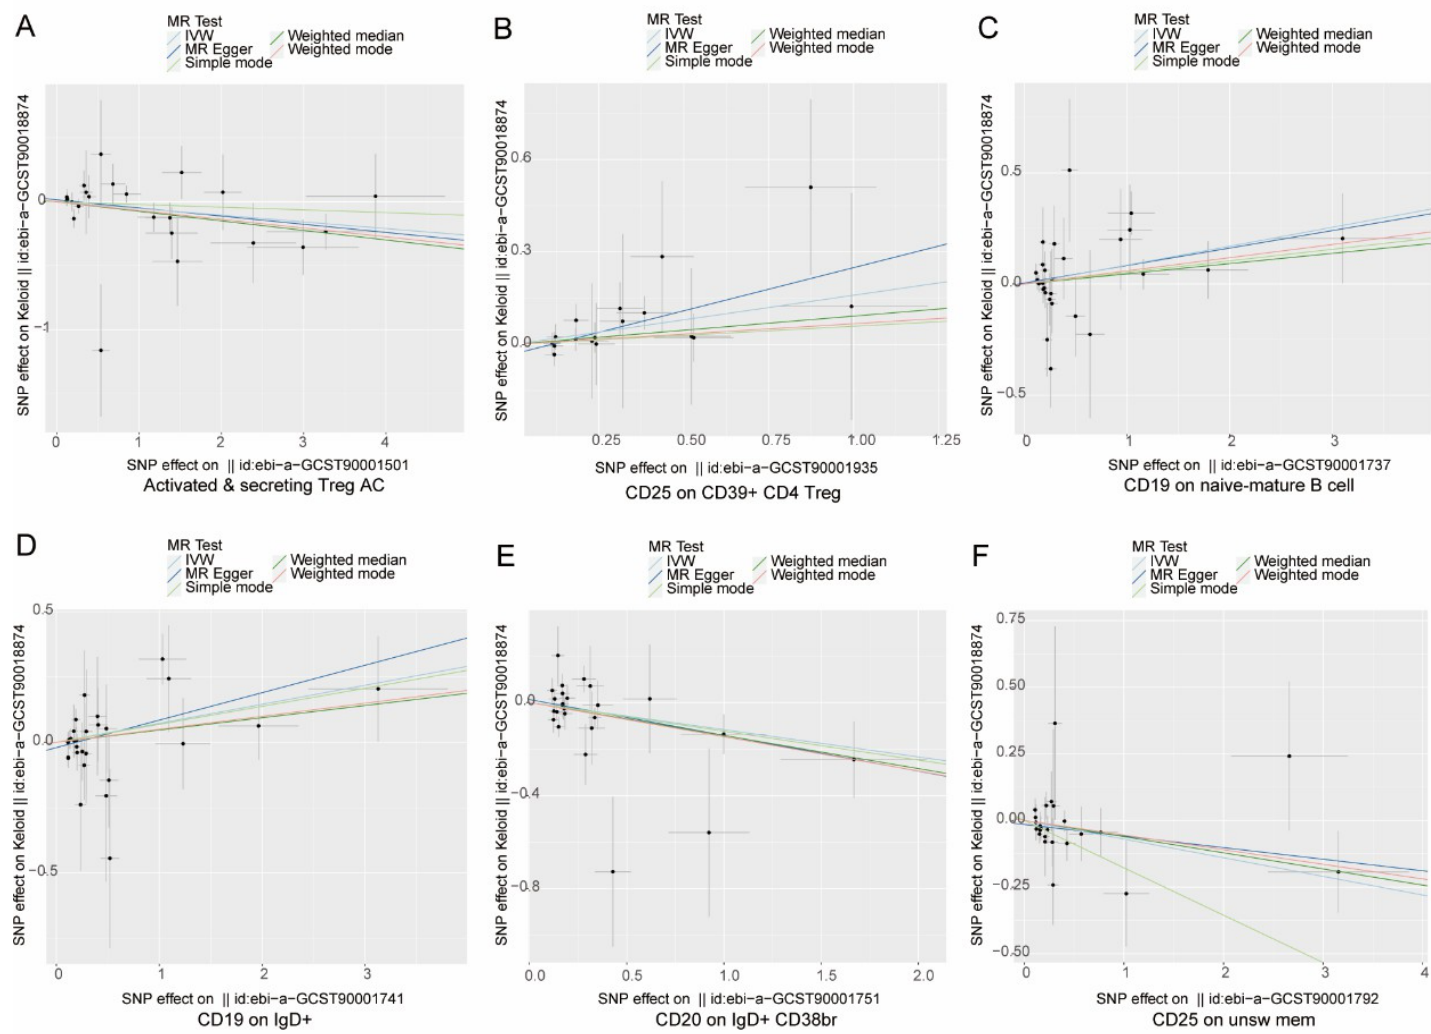 A
MR Test
IVW
Weighted median
MR Egger
Weighted mode
Simple mode
SNP effect on Keloid || id:ebi-a-GCST90018874
0
−1
0 1 2 3 4
SNP effect on || id:ebi-a-GCST90001501
Activated & secreting Treg AC
B
MR Test
IVW
Weighted median
MR Egger
Weighted mode
Simple mode
SNP effect on Keloid || id:ebi-a-GCST90018874
0.6
0.3
0.0
0.25 0.50 0.75 1.00 1.25
SNP effect on || id:ebi−a−GCST90001935
CD25 on CD39+ CD4 Treg
C
MR Test
IVW
Weighted median
MR Egger
Weighted mode
Simple mode
SNP effect on Keloid || id:ebi-a-GCST90018874
0.5
0.0
−0.5
0 1 2 3
SNP effect on || id:ebi−a−GCST90001737
CD19 on naive-mature B cell
D
MR Test
IVW
Weighted median
MR Egger
Weighted mode
Simple mode
SNP effect on Keloid || id:ebi-a-GCST90018874
0.5
0.0
−0.5
0 1 2 3
SNP effect on || id:ebi−a−GCST90001741
CD19 on IgD+
E
MR Test
IVW
Weighted median
MR Egger
Weighted mode
Simple mode
SNP effect on Keloid || id:ebi-a-GCST90018874
0.0
−0.4
−0.8
0.0 0.5 1.0 1.5 2.0
SNP effect on || id:ebi−a−GCST90001751
CD20 on IgD+ CD38br
F
MR Test
IVW
Weighted median
MR Egger
Weighted mode
Simple mode
SNP effect on Keloid || id:ebi-a-GCST90018874
0.75
0.50
0.25
0.00
−0.25
−0.50
0 1 2 3 4
SNP effect on || id:ebi−a−GCST90001792
CD25 on unsw mem